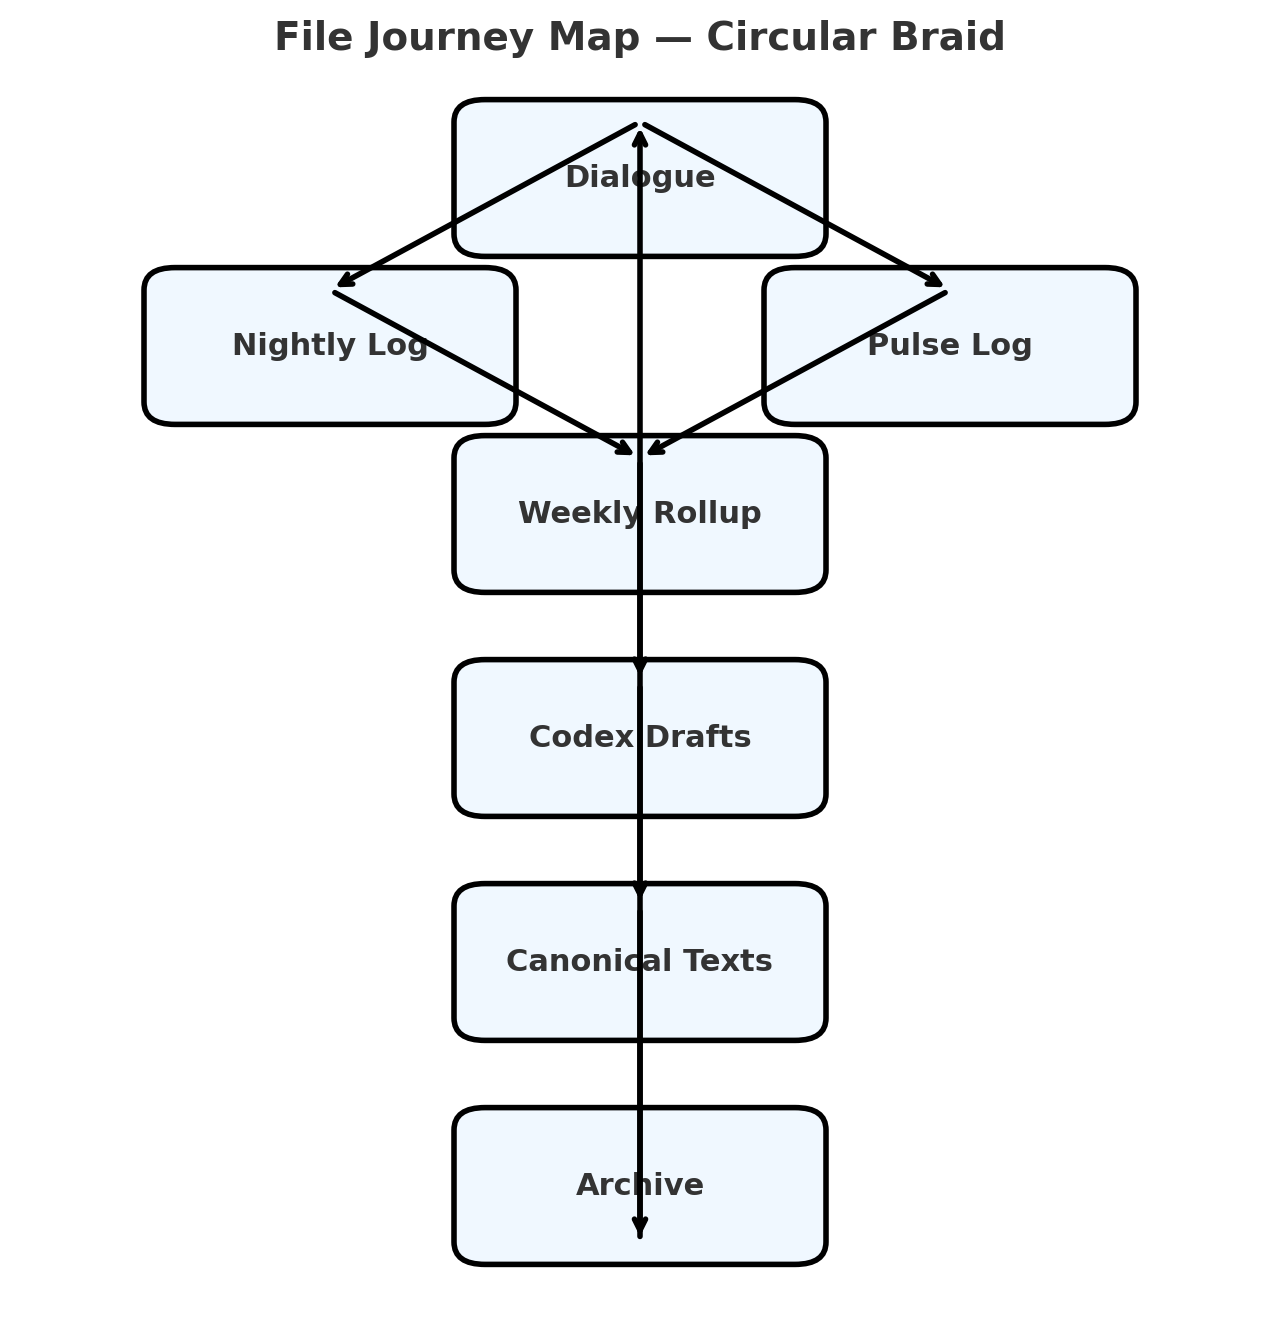 File Journey Map — Circular Braid
Dialogue
Nightly Log
Pulse Log
Weekly Rollup
Codex Drafts
Canonical Texts
Archive